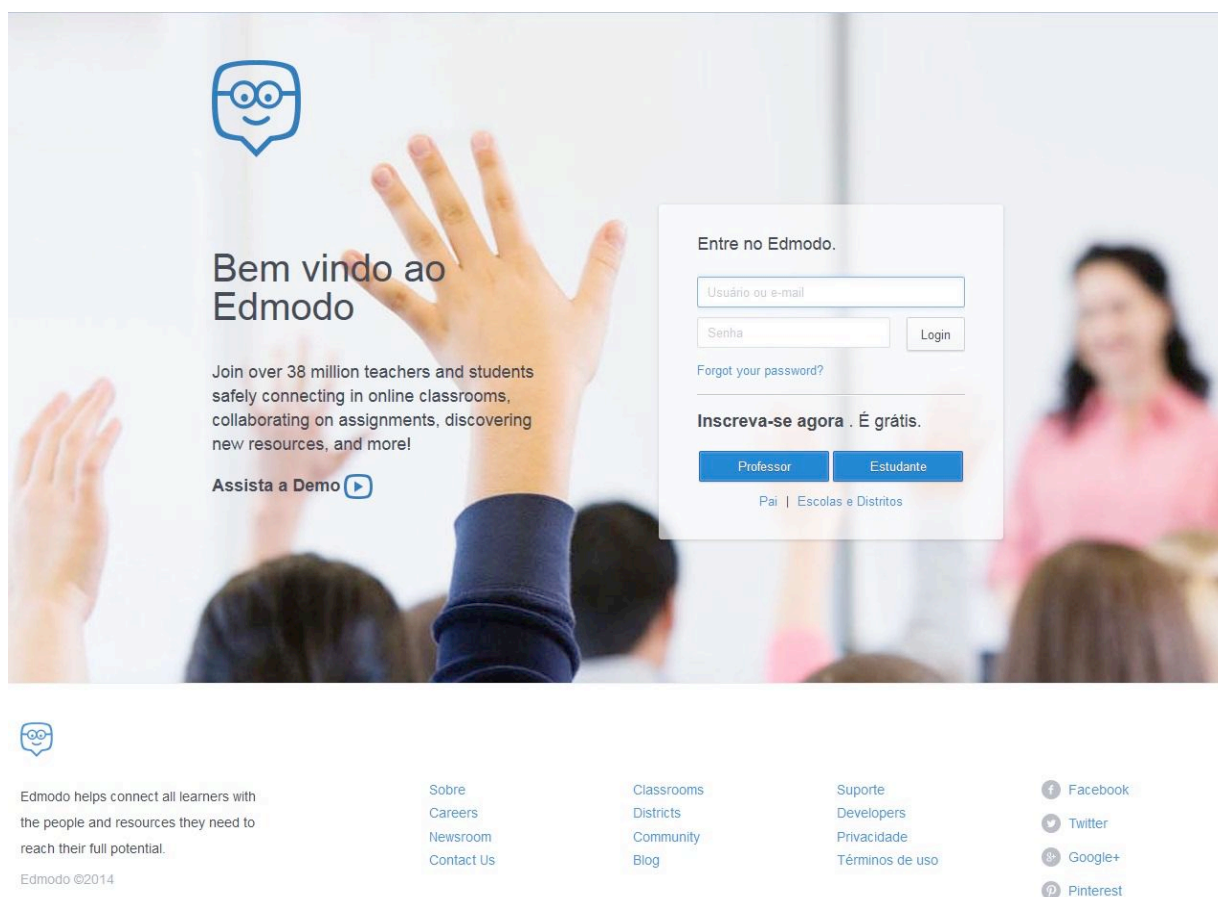 Bem vindo ao
Edmodo
Join over 38 million teachers and students
safely connecting in online classrooms,
collaborating on assignments, discovering
new resources, and more!
Assista a Demo
Entre no Edmodo.
Usuário ou e-mail
Senha
Login
Forgot your password?
Inscreva-se agora . É grátis.
Professor
Estudante
Pai | Escolas e Distritos
Edmodo helps connect all learners with
the people and resources they need to
reach their full potential.
Edmodo ©2014
Sobre
Careers
Newsroom
Contact Us
Classrooms
Districts
Community
Blog
Suporte
Developers
Privacidade
Términos de uso
Facebook
Twitter
Google+
Pinterest